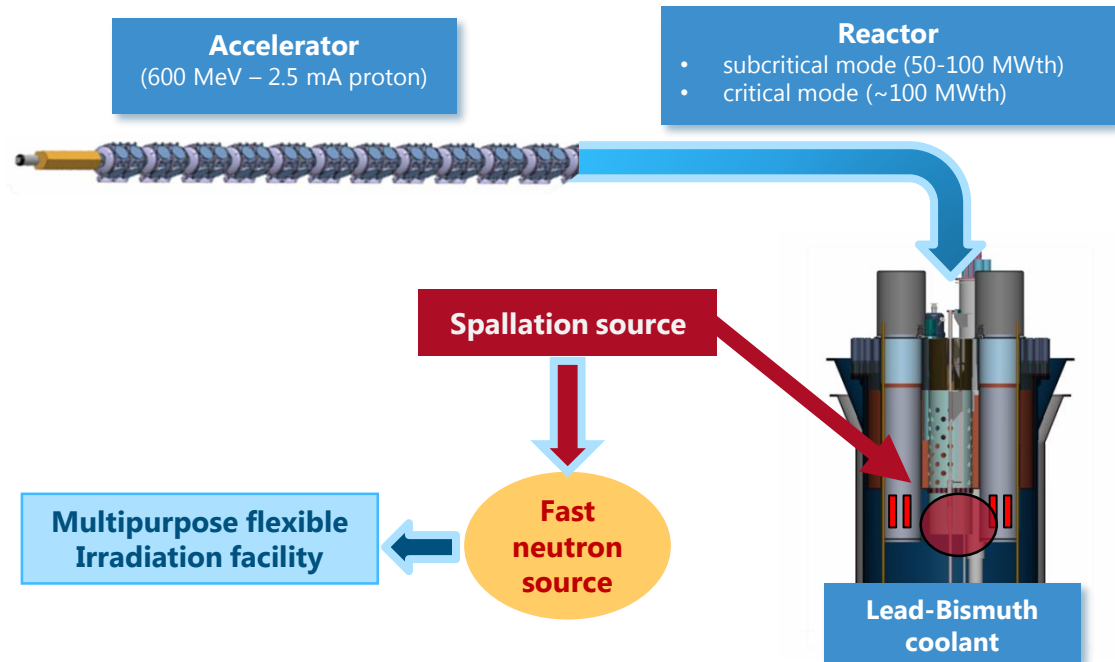 Accelerator
(600 MeV – 2.5 mA proton)
Reactor
• subcritical mode (50-100 MWth)
• critical mode (~100 MWth)
Spallation source
Fast
neutron
source
Multipurpose flexible
Irradiation facility
Lead-Bismuth
coolant